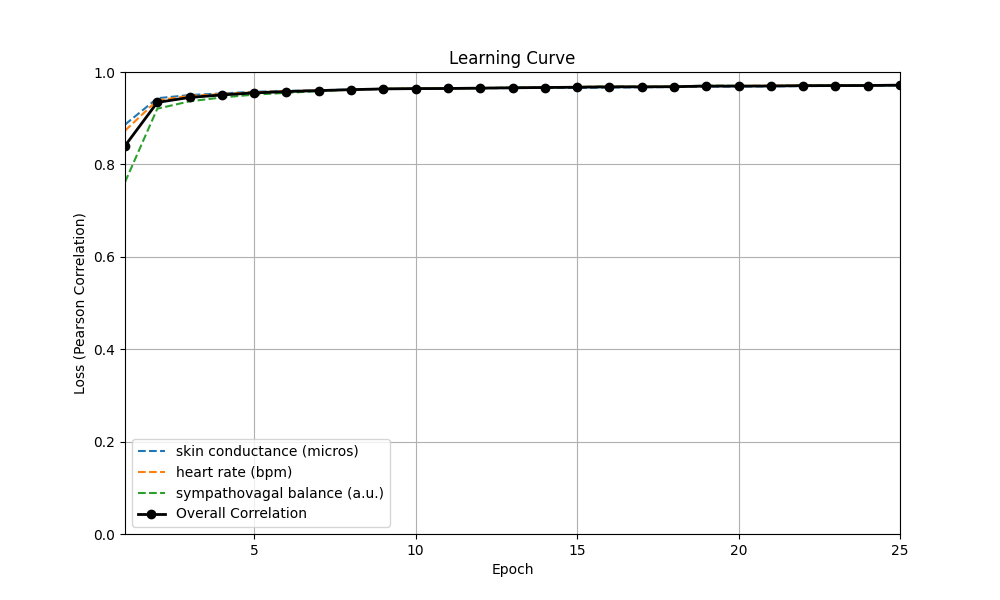 Learning Curve
1.0
0.8
0.6
0.4
0.2
0.0
Loss (Pearson Correlation)
skin conductance (micros)
heart rate (bpm)
sympathovagal balance (a.u.)
Overall Correlation
5
10
15
20
25
Epoch